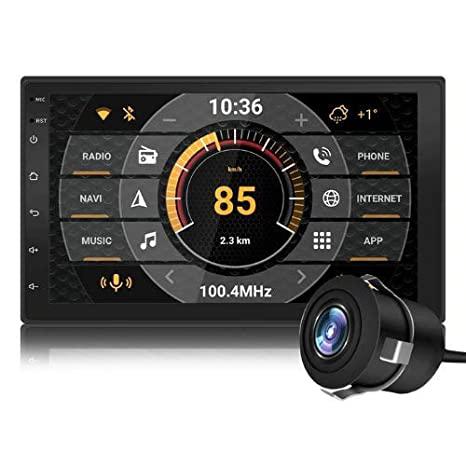 MIC
10:36
+1°
RST
RADIO
PHONE
km/h
NAVI
85
INTERNET
MUSIC
2.3 km
APP
100.4MHz